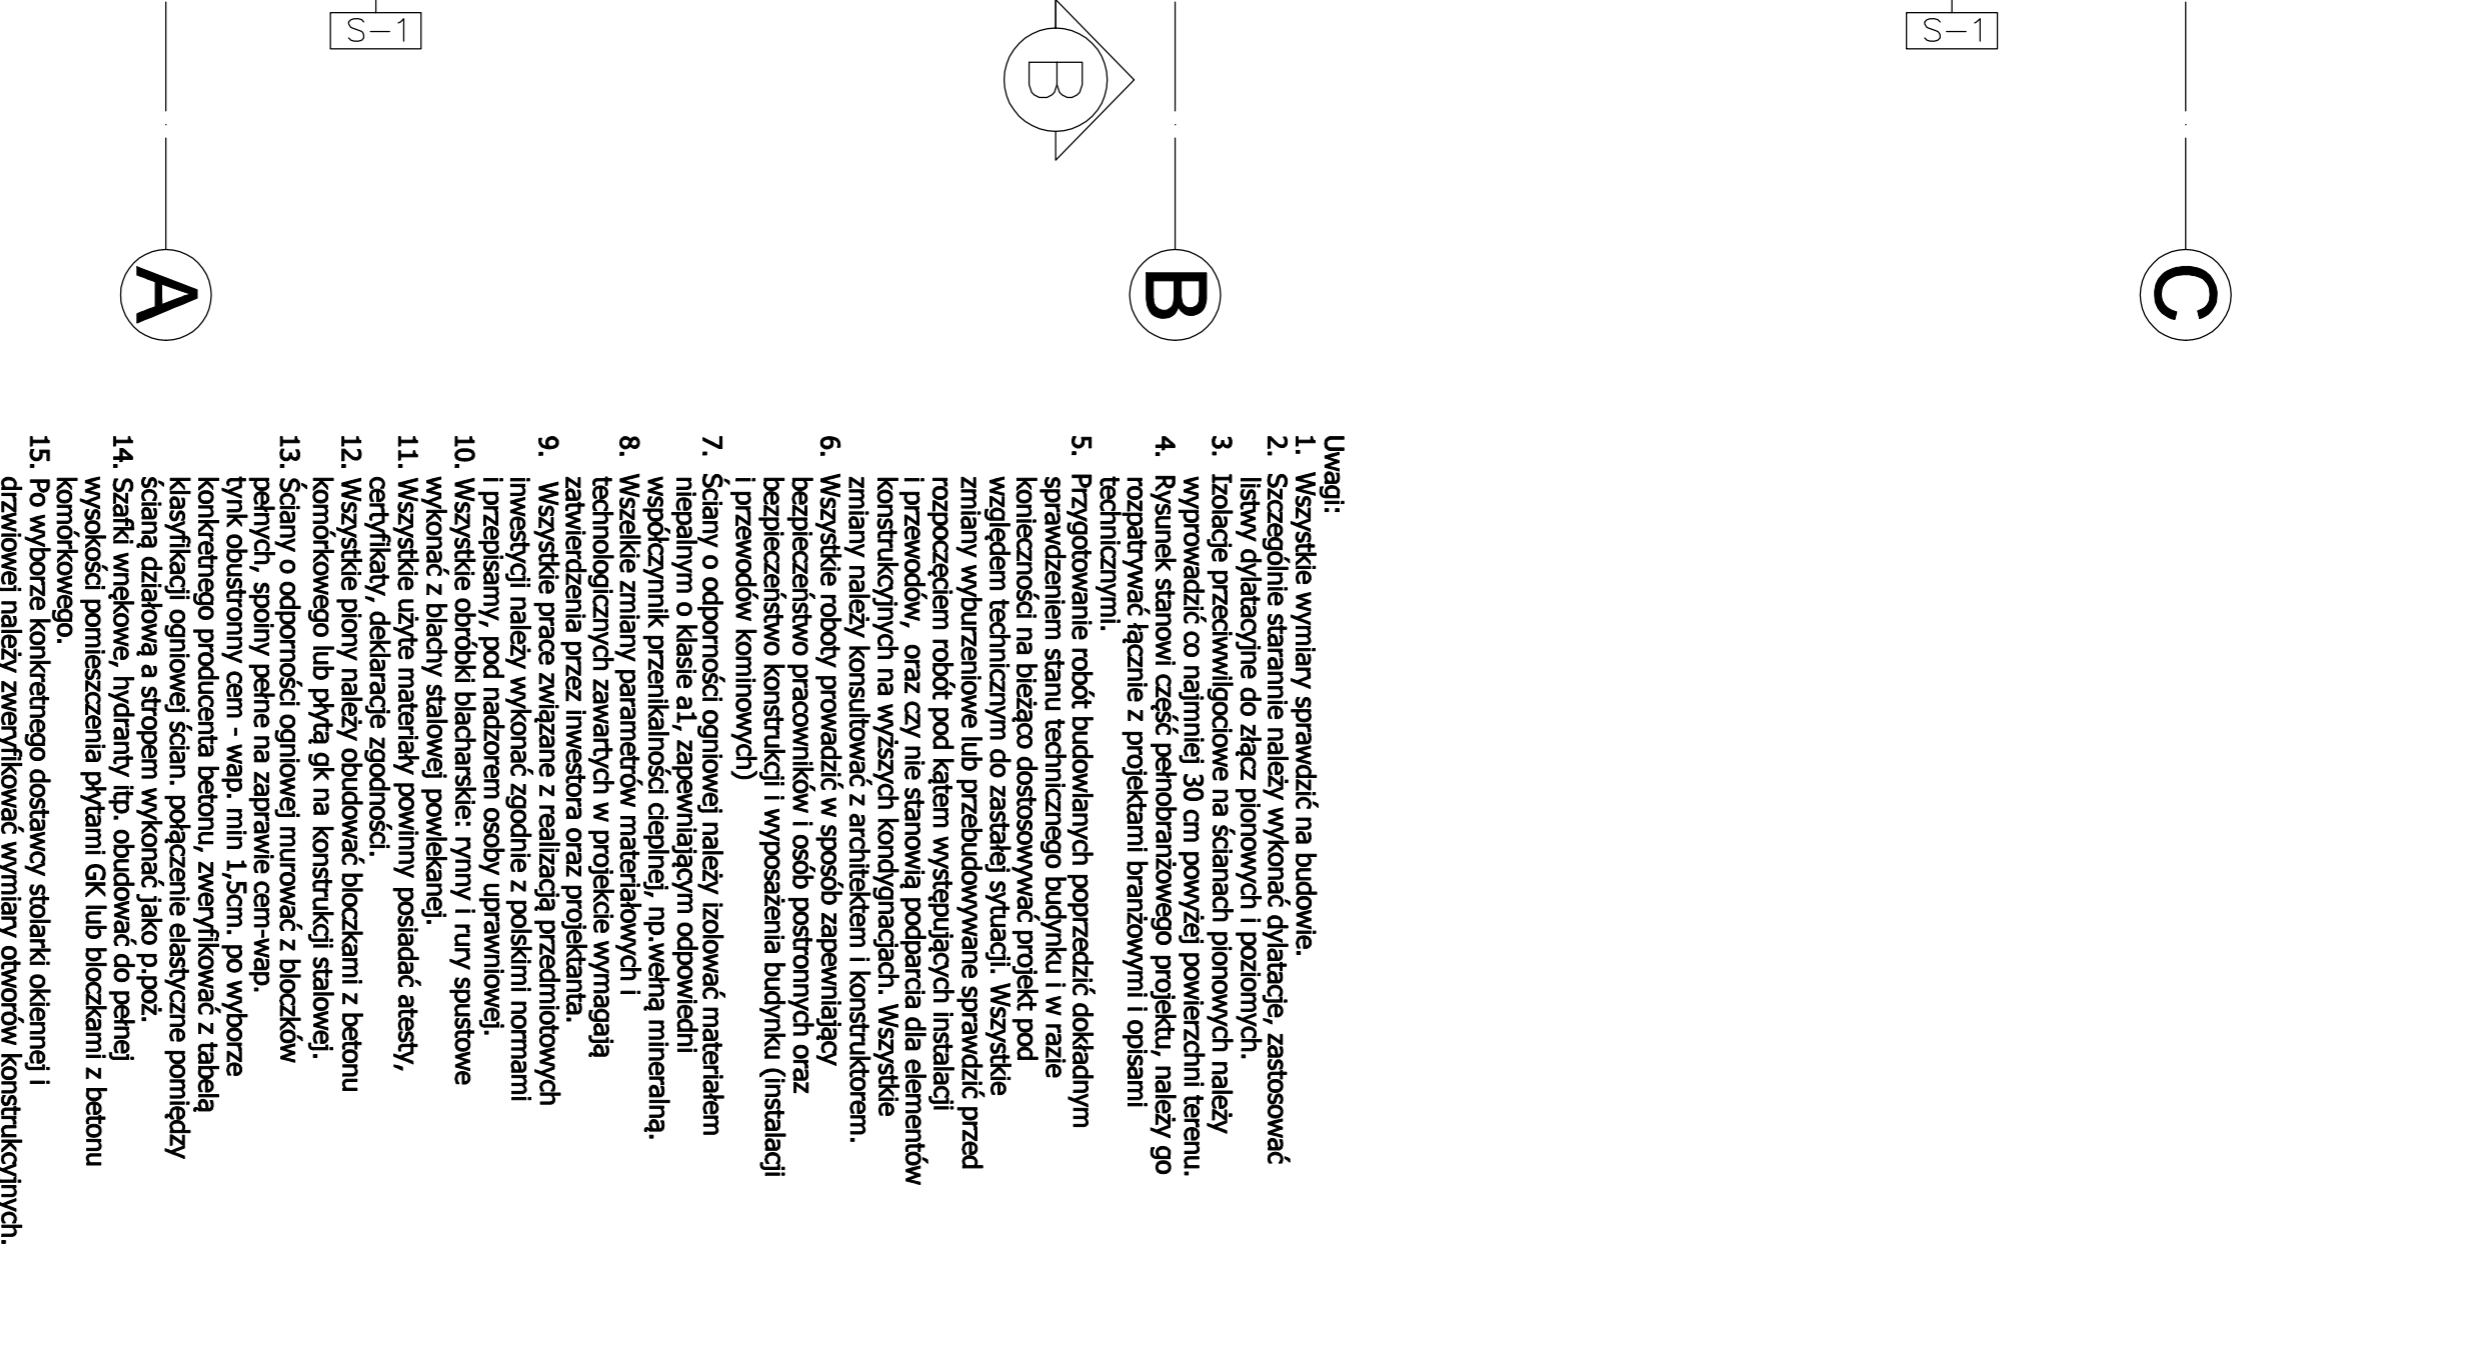 S-1
S-1
B
A
B
C
Uwagi:
1. Wszystkie wymiary sprawdzić na budowie.
2. Szczególnie starannie należy wykonać dylatacje, zastosować
listwy dylatacyjne do złącz pionowych i poziomych.
3. Izolacje przeciwwilgociowe na ścianach pionowych należy
wyprowadzić co najmniej 30 cm powyżej powierzchni terenu.
4. Rysunek stanowi część pełnobranżowego projektu, należy go
rozpatrywać łącznie z projektami branżowymi i opisami
technicznymi.
5. Przygotowanie robót budowlanych poprzedzić dokładnym
sprawdzeniem stanu technicznego budynku i w razie
konieczności na bieżąco dostosowywać projekt pod
względem technicznym do zastałej sytuacji. Wszystkie
zmiany wyburzeniowe lub przebudowywane sprawdzić przed
rozpoczęciem robót pod kątem występujących instalacji
i przewodów, oraz czy nie stanowią podparcia dla elementów
konstrukcyjnych na wyższych kondygnacjach. Wszystkie
zmiany należy konsultować z architektem i konstruktorem.
6. Wszystkie roboty prowadzić w sposób zapewniający
bezpieczeństwo pracowników i osób postronnych oraz
bezpieczeństwo konstrukcji i wyposażenia budynku (instalacji
i przewodów kominowych)
7. Ściany o odporności ogniowej należy izolować materiałem
niepalnym o klasie a1, zapewniającym odpowiedni
współczynnik przenikalności cieplnej, np.wełną mineralną.
8. Wszelkie zmiany parametrów materiałowych i
technologicznych zawartych w projekcie wymagają
zatwierdzenia przez inwestora oraz projektanta.
9. Wszystkie prace związane z realizacją przedmiotowych
inwestycji należy wykonać zgodnie z polskimi normami
i przepisamy, pod nadzorem osoby uprawniowej.
10. Wszystkie obróbki blacharskie: rynny i rury spustowe
wykonać z blachy stalowej powlekanej.
11. Wszystkie użyte materiały powinny posiadać atesty,
certyfikaty, deklaracje zgodności.
12. Wszystkie piony należy obudować bloczkami z betonu
komórkowego lub płytą gk na konstrukcji stalowej.
13. Ściany o odporności ogniowej murować z bloczków
pełnych, spoiny pełne na zaprawie cem-wap.
tynk obustronny cem - wap. min 1,5cm. po wyborze
konkretnego producenta betonu, zweryfikować z tabelą
klasyfikacji ogniowej ścian. połączenie elastyczne pomiędzy
ścianą działową a stropem wykonać jako p.poż.
14. Szafki wnękowe, hydranty itp. obudować do pełnej
wysokości pomieszczenia płytami GK lub bloczkami z betonu
komórkowego.
15. Po wyborze konkretnego dostawcy stolarki okiennej i
drzwiowej należy zweryfikować wymiary otworów konstrukcyjnych.